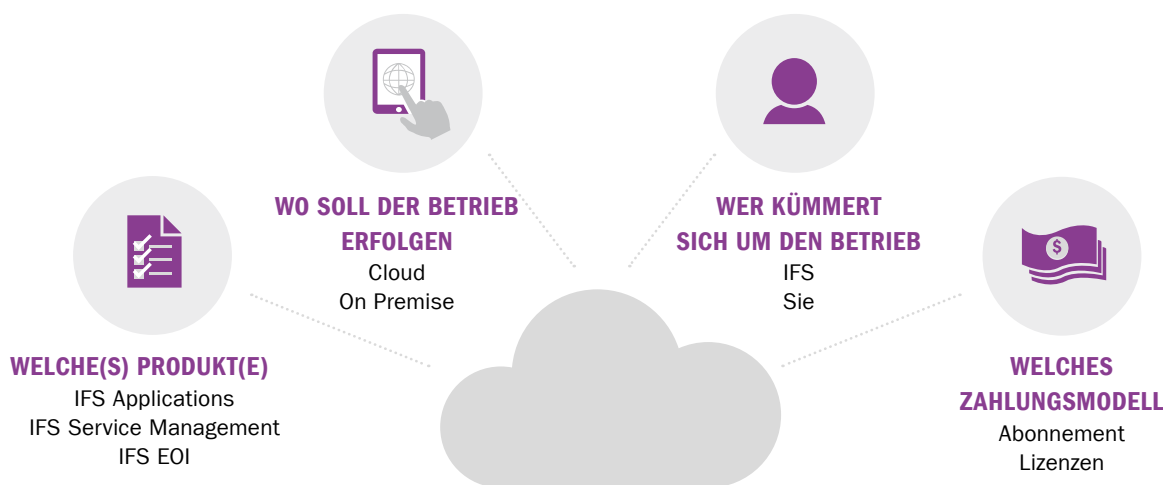 WELCHE(S) PRODUKT(E)
IFS Applications
IFS Service Management
IFS EOI
WO SOLL DER BETRIEB
ERFOLGEN
Cloud
On Premise
WER KÜMMERT
SICH UM DEN BETRIEB
IFS
Sie
$
WELCHES
ZAHLUNGSMODELL
Abonnement
Lizenzen